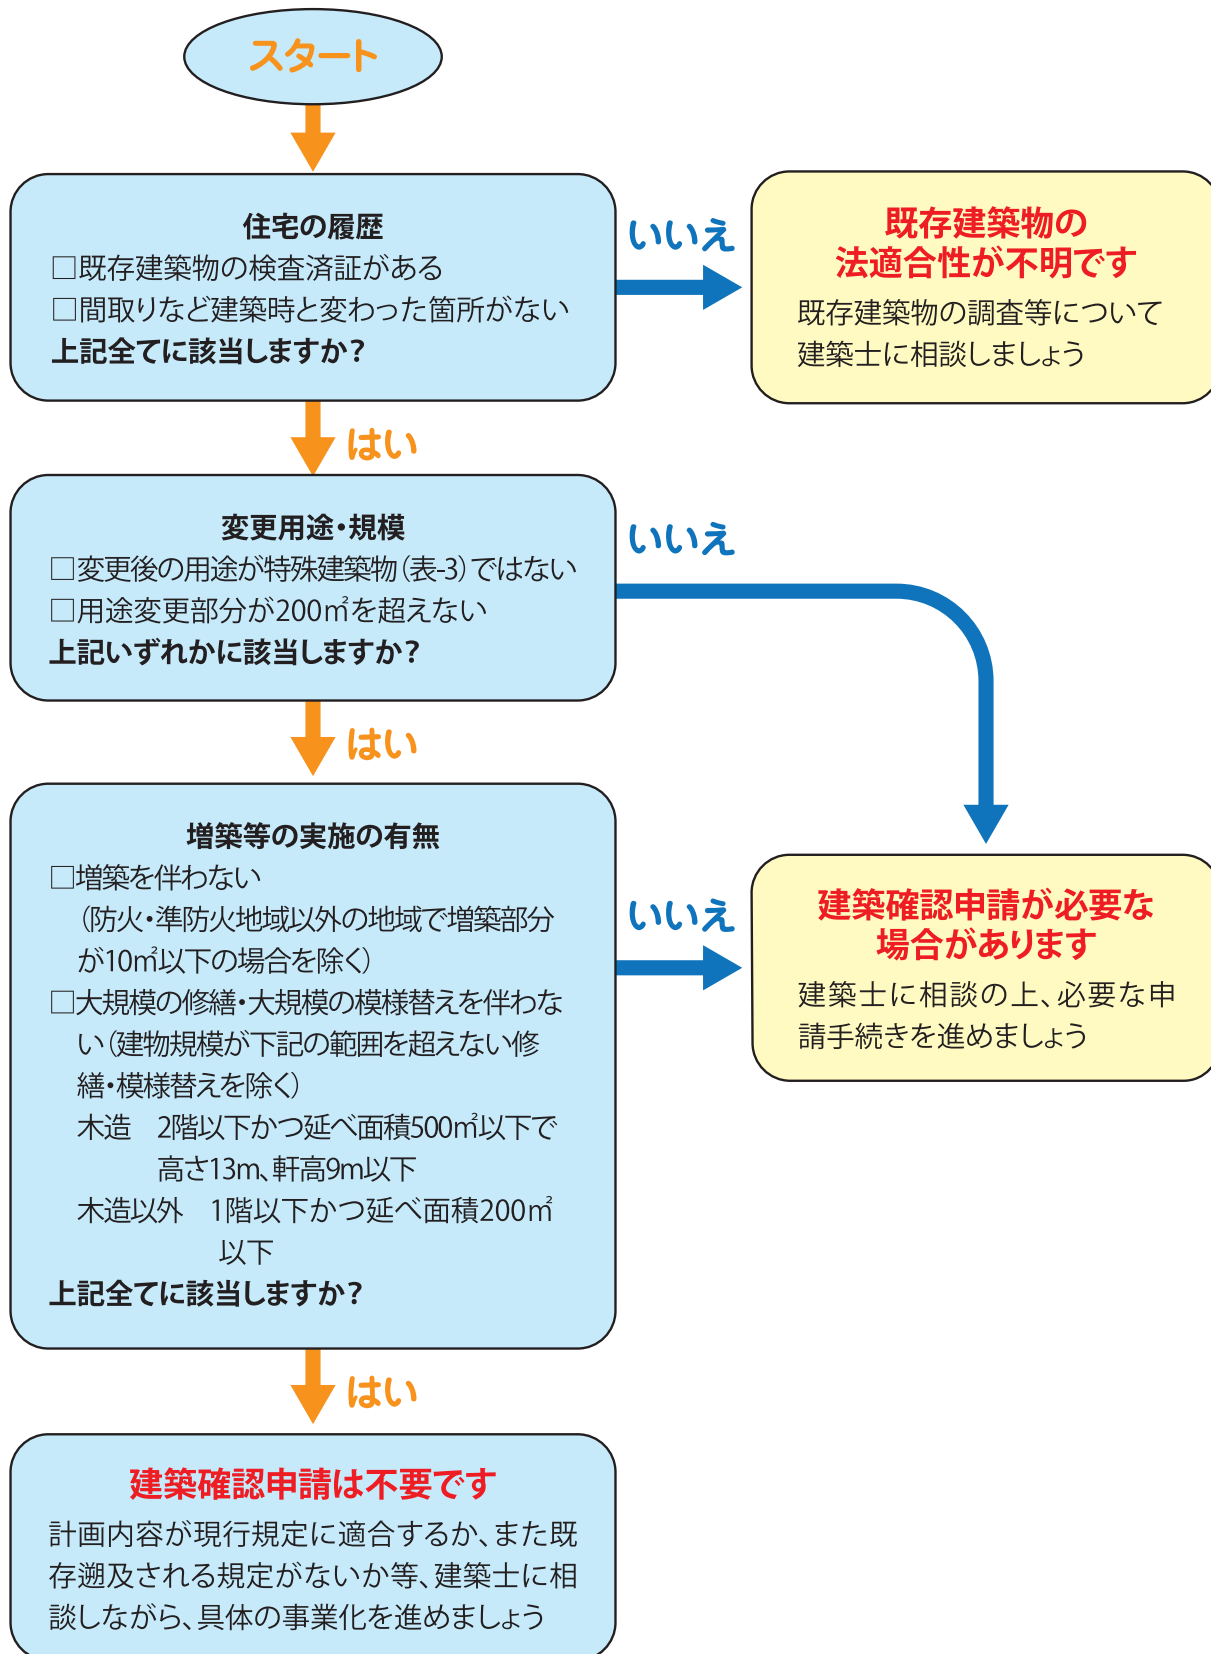 スタート
住宅の履歴
□既存建築物の検査済証がある
□間取りなど建築時と変わった箇所がない
上記全てに該当しますか？
いいえ
既存建築物の
法適合性が不明です
既存建築物の調査等について
建築士に相談しましょう
はい
変更用途・規模
□変更後の用途が特殊建築物（表-3）ではない
□用途変更部分が200㎡を超えない
上記いずれかに該当しますか？
いいえ
はい
増築等の実施の有無
□増築を伴わない
（防火・準防火地域以外の地域で増築部分
が10㎡以下の場合を除く）
□大規模の修繕・大規模の模様替えを伴わな
い（建物規模が下記の範囲を超えない修
繕・模様替えを除く）
木造　2階以下かつ延べ面積500㎡以下で
高さ13m、軒高9m以下
木造以外　1階以下かつ延べ面積200㎡
以下
上記全てに該当しますか？
いいえ
建築確認申請が必要な
場合があります
建築士に相談の上、必要な申
請手続きを進めましょう
はい
建築確認申請は不要です
計画内容が現行規定に適合するか、また既
存遡及される規定がないか等、建築士に相
談しながら、具体の事業化を進めましょう